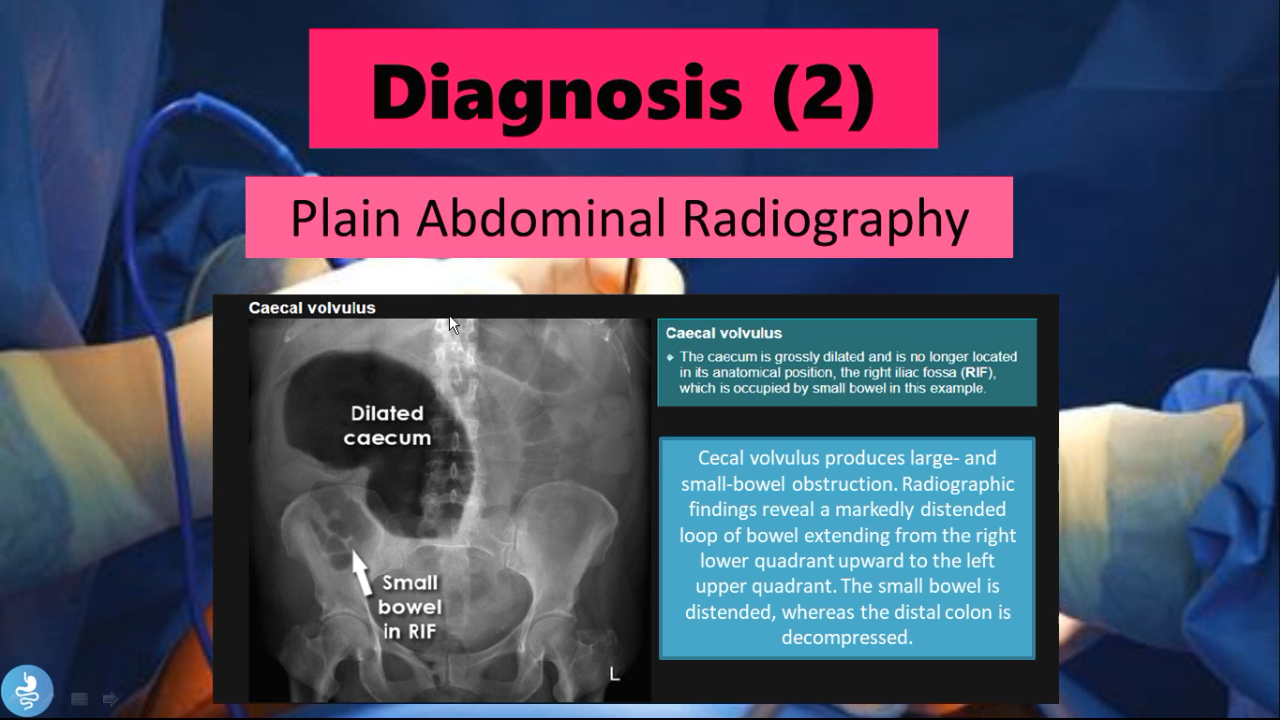 Diagnosis (2)
Plain Abdominal Radiography
Caecal volvulus
Dilated
caecum
Small
bowel
in RIF
L
Caecal volvulus
The caecum is grossly dilated and is no longer located
in its anatomical position, the right iliac fossa (RIF),
which is occupied by small bowel in this example.
Cecal volvulus produces large- and
small-bowel obstruction. Radiographic
findings reveal a markedly distended
loop of bowel extending from the right
lower quadrant upward to the left
upper quadrant. The small bowel is
distended, whereas the distal colon is
decompressed.